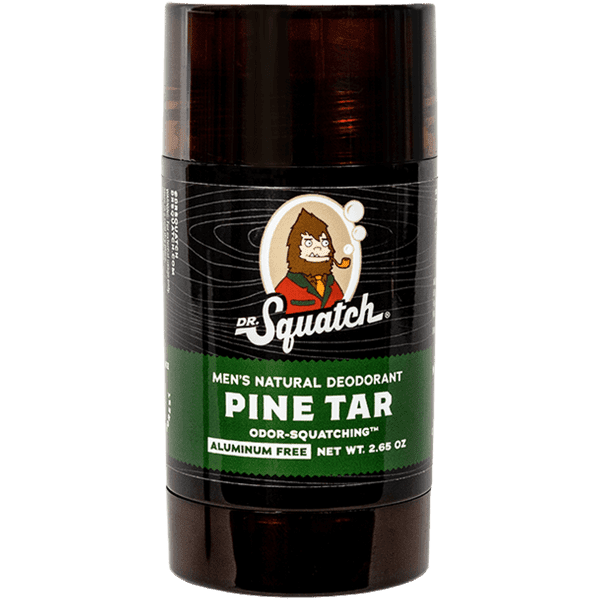 DR.
Squatch®
MEN'S NATURAL DEODORANT
PINE TAR
ODOR-SQUATCHING™
ALUMINUM FREE NET WT. 2.65 OZ